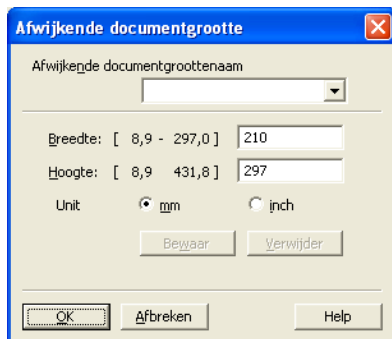 Afwijkende documentgrootte
Afwijkende documentgroottenaam
Breedte: [ 8,9 - 297,0 ] 210
Hoogte: [ 8,9 431,8 ] 297
Unit mm inch
Bewaar Verwijder
OK Afbreken Help